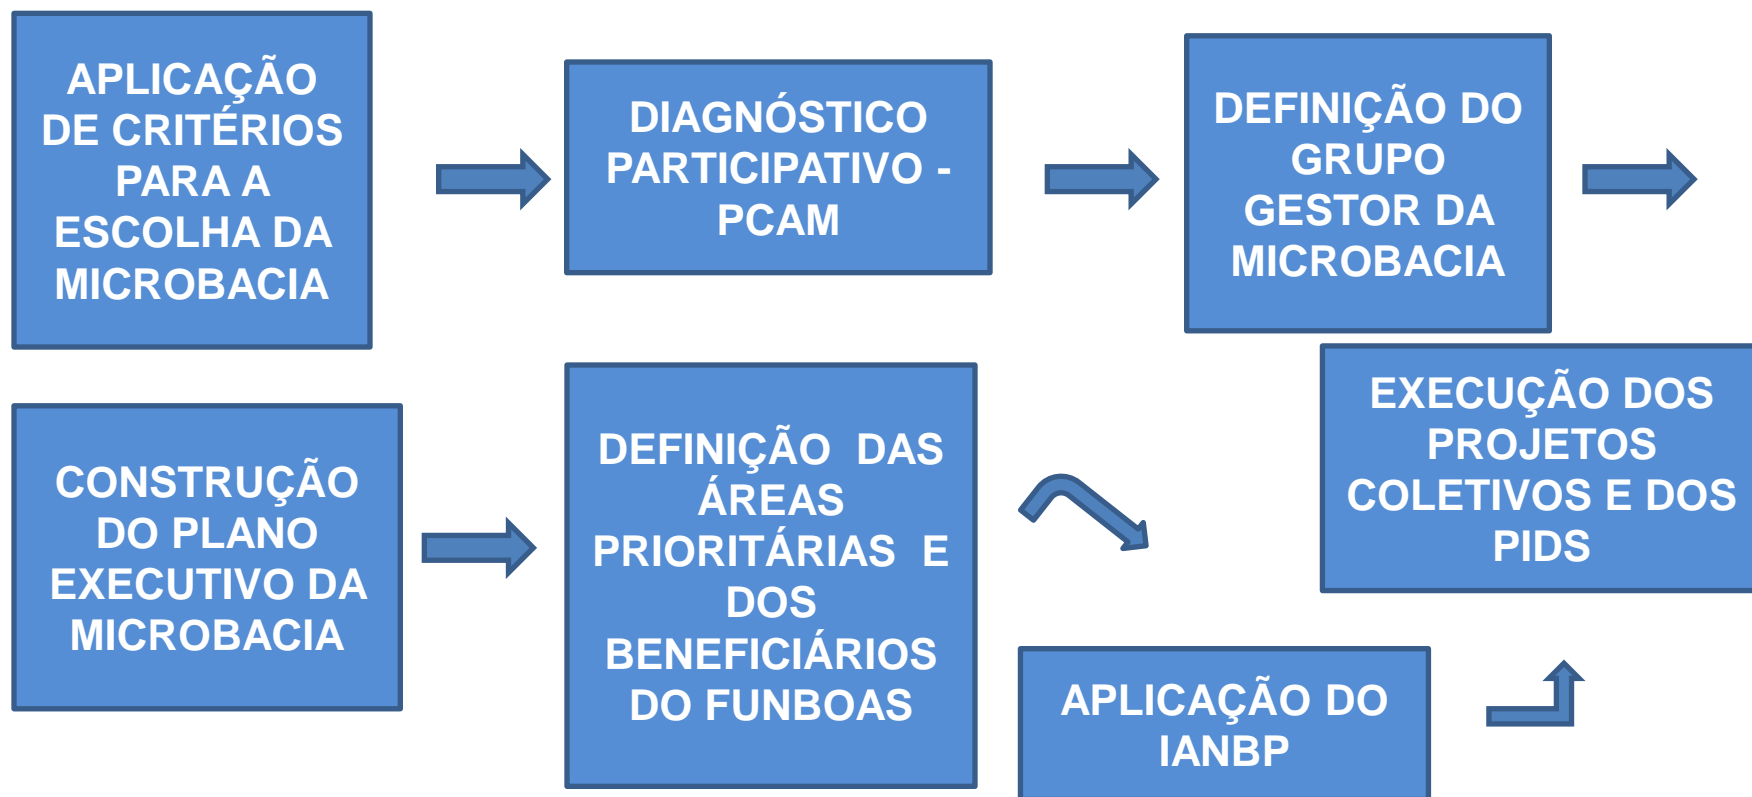 APLICAÇÃO
DE CRITÉRIOS
PARA A
ESCOLHA DA
MICROBACIA
DIAGNÓSTICO
PARTICIPATIVO -
PCAM
DEFINIÇÃO DO
GRUPO
GESTOR DA
MICROBACIA
CONSTRUÇÃO
DO PLANO
EXECUTIVO DA
MICROBACIA
DEFINIÇÃO DAS
ÁREAS
PRIORITÁRIAS E
DOS
BENEFICIÁRIOS
DO FUNBOAS
APLICAÇÃO DO
IANBP
EXECUÇÃO DOS
PROJETOS
COLETIVOS E DOS
PIDS